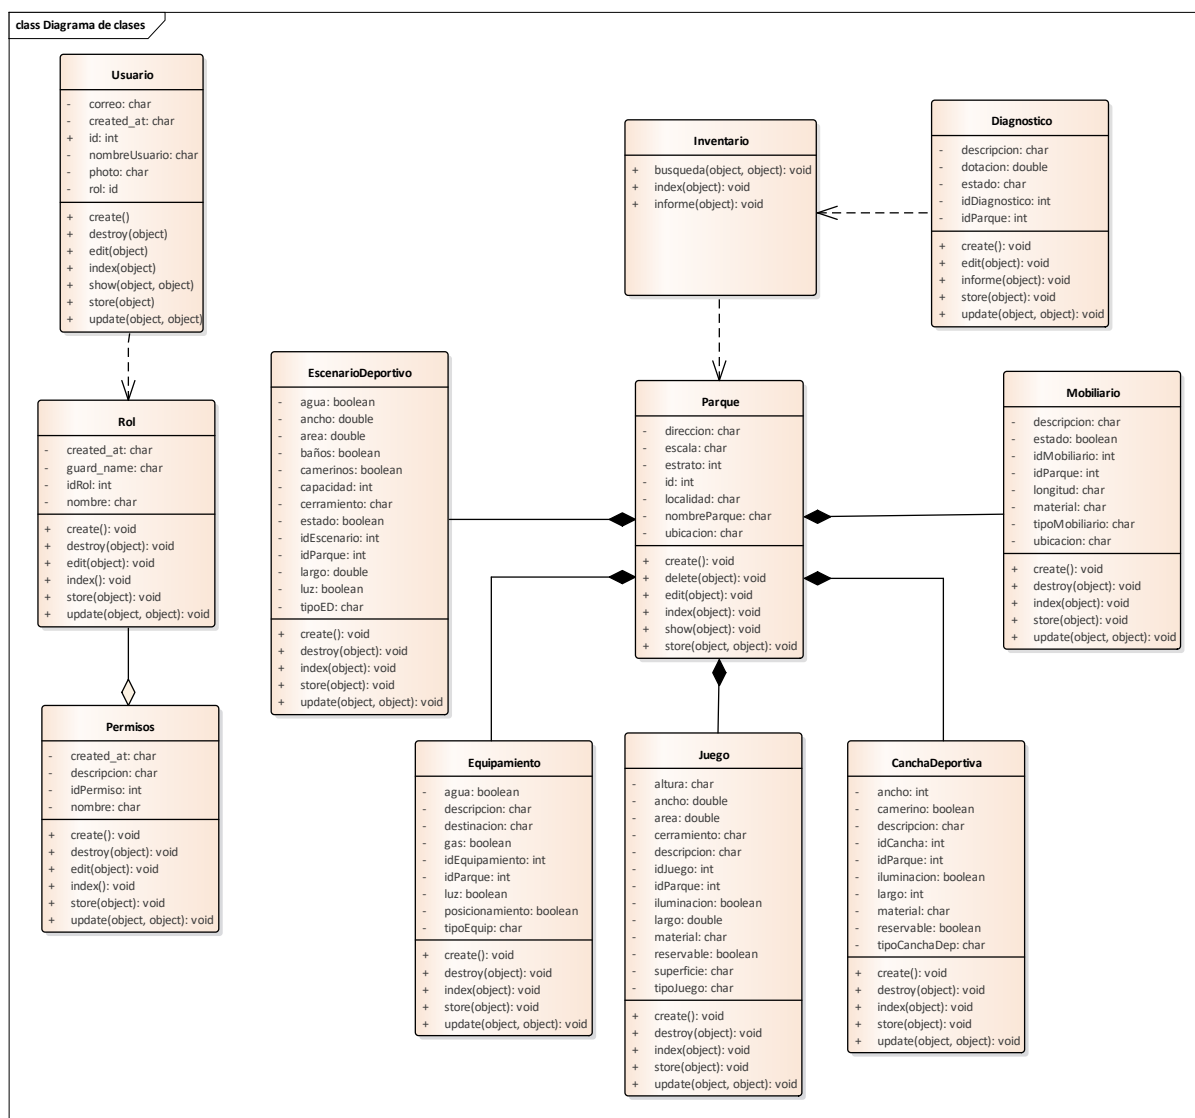 class Diagrama de clases
Usuario
- correo: char
- created_at: char
+ id: int
- nombreUsuario: char
- photo: char
- rol: id
+ create()
+ destroy(object)
+ edit(object)
+ index(object)
+ show(object, object)
+ store(object)
+ update(object, object)
Inventario
+ busqueda(object, object): void
+ index(object): void
+ informe(object): void
Diagnostico
- descripcion: char
- dotacion: double
- estado: char
- idDiagnostico: int
- idParque: int
+ create(): void
+ edit(object): void
+ informe(object): void
+ store(object): void
+ update(object, object): void
EscenarioDeportivo
- agua: boolean
- ancho: double
- area: double
- baños: boolean
- camerinos: boolean
- capacidad: int
- cerramiento: char
- estado: boolean
- idEscenario: int
- idParque: int
- largo: double
- luz: boolean
- tipoED: char
+ create(): void
+ destroy(object): void
+ index(object): void
+ store(object): void
+ update(object, object): void
Parque
- direccion: char
- escala: char
- estrato: int
- id: int
- localidad: char
- nombreParque: char
- ubicacion: char
+ create(): void
+ delete(object): void
+ edit(object): void
+ index(object): void
+ show(object): void
+ store(object, object): void
Mobiliario
- descripcion: char
- estado: boolean
- idMobiliario: int
- idParque: int
- longitud: char
- material: char
- tipoMobiliario: char
- ubicacion: char
+ create(): void
+ destroy(object): void
+ index(object): void
+ store(object): void
+ update(object, object): void
Rol
- created_at: char
- guard_name: char
- idRol: int
- nombre: char
+ create(): void
+ destroy(object): void
+ edit(object): void
+ index(): void
+ store(object): void
+ update(object, object): void
Permisos
- created_at: char
- descripcion: char
- idPermiso: int
- nombre: char
+ create(): void
+ destroy(object): void
+ edit(object): void
+ index(): void
+ store(object): void
+ update(object, object): void
Equipamiento
- agua: boolean
- descripcion: char
- destinacion: char
- gas: boolean
- idEquipamiento: int
- idParque: int
- luz: boolean
- posicionamiento: boolean
- tipoEquip: char
+ create(): void
+ destroy(object): void
+ index(object): void
+ store(object): void
+ update(object, object): void
Juego
- altura: char
- ancho: double
- area: double
- cerramiento: char
- descripcion: char
- idJuego: int
- idParque: int
- iluminacion: boolean
- largo: double
- material: char
- reservable: boolean
- superficie: char
- tipoJuego: char
+ create(): void
+ destroy(object): void
+ index(object): void
+ store(object): void
+ update(object, object): void
CanchaDeportiva
- ancho: int
- camerino: boolean
- descripcion: char
- idCancha: int
- idParque: int
- iluminacion: boolean
- largo: int
- material: char
- reservable: boolean
- tipoCanchaDep: char
+ create(): void
+ destroy(object): void
+ index(object): void
+ store(object): void
+ update(object, object): void